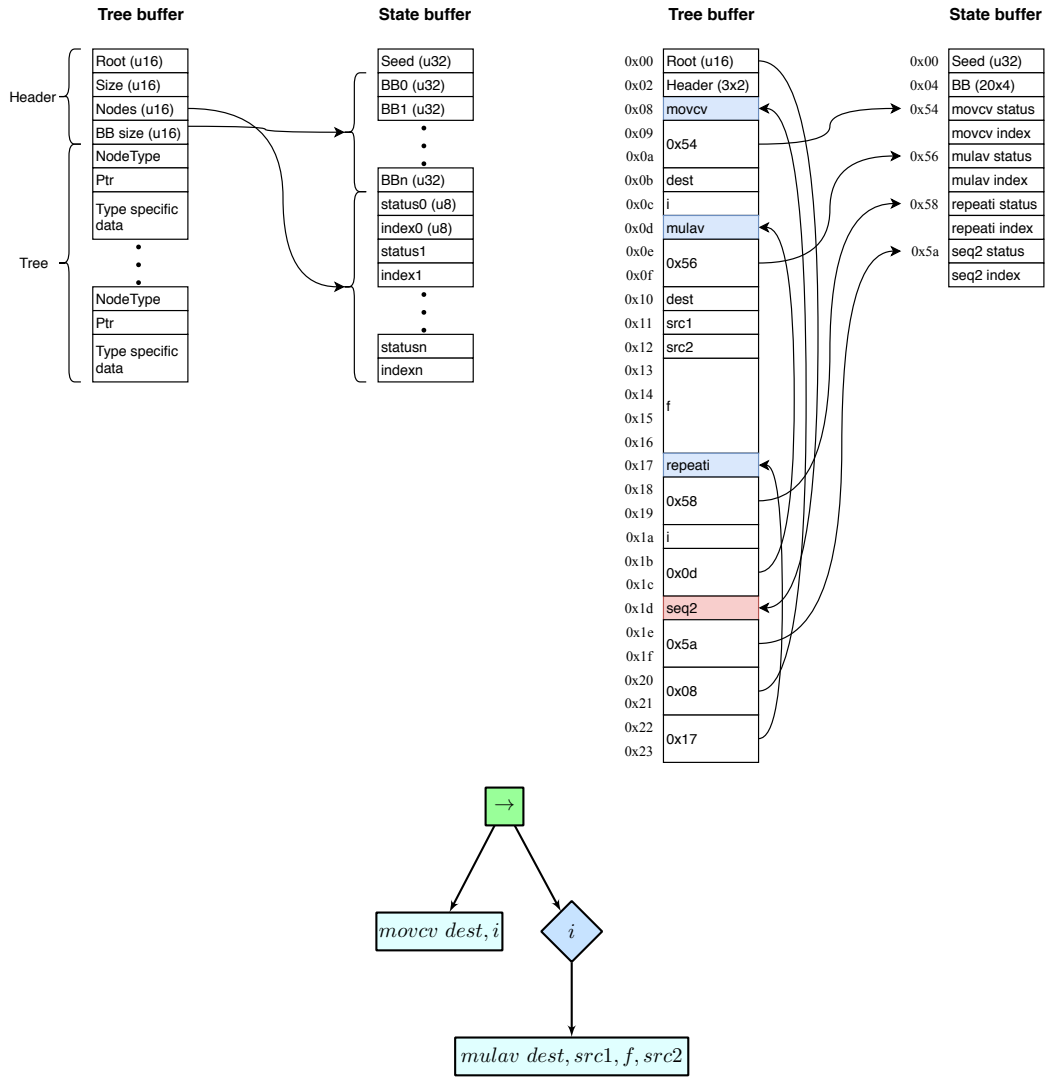 Tree buffer
State buffer
Header
Tree
Root (u16)
Size (u16)
Nodes (u16)
BB size (u16)
NodeType
Ptr
Type specific
data
NodeType
Ptr
Type specific
data
Seed (u32)
BB0 (u32)
BB1 (u32)
BBn (u32)
status0 (u8)
index0 (u8)
status1
index1
statusn
indexn
Tree buffer
State buffer
0x00 Root (u16)
0x02 Header (3x2)
0x08 movcv
0x09
0x54
0x0a
0x0b dest
0x0c i
0x0d mulav
0x0e
0x56
0x0f
0x10 dest
0x11 src1
0x12 src2
0x13
0x14
f
0x15
0x16
0x17 repeati
0x18
0x58
0x19
0x1a i
0x1b
0x0d
0x1c
0x1d seq2
0x1e
0x5a
0x1f
0x20
0x08
0x21
0x22
0x17
0x23
0x00 Seed (u32)
0x04 BB (20x4)
0x54 movcv status
movcv index
0x56 mulav status
mulav index
0x58 repeati status
repeati index
0x5a seq2 status
seq2 index
→
movcv dest, i
i
mulav dest, src1, f, src2